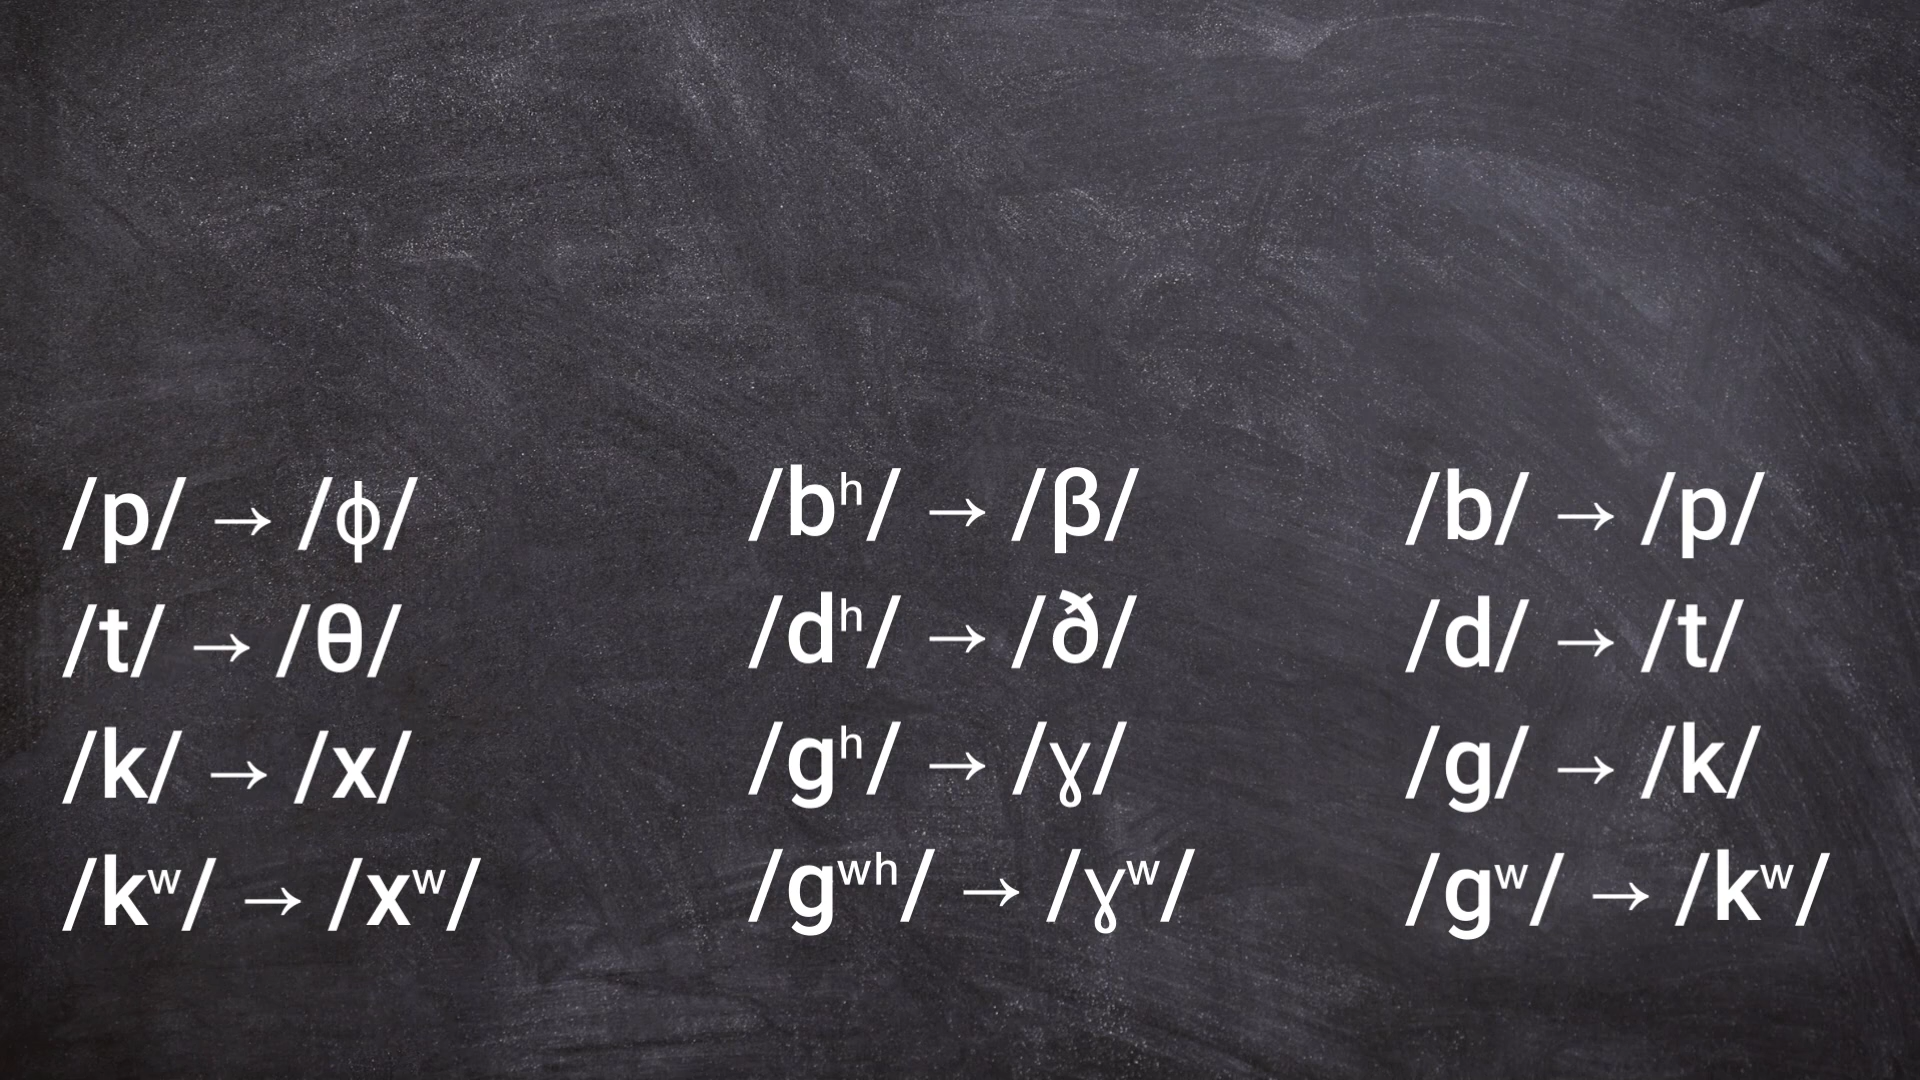 /p/ → /ɸ/
/t/ → /θ/
/k/ → /x/
/kʷ/ → /xʷ/
/bʰ/ → /β/
/dʰ/ → /ð/
/gʰ/ → /ɣ/
/gʷʰ/ → /ɣʷ/
/b/ → /p/
/d/ → /t/
/g/ → /k/
/gʷ/ → /kʷ/